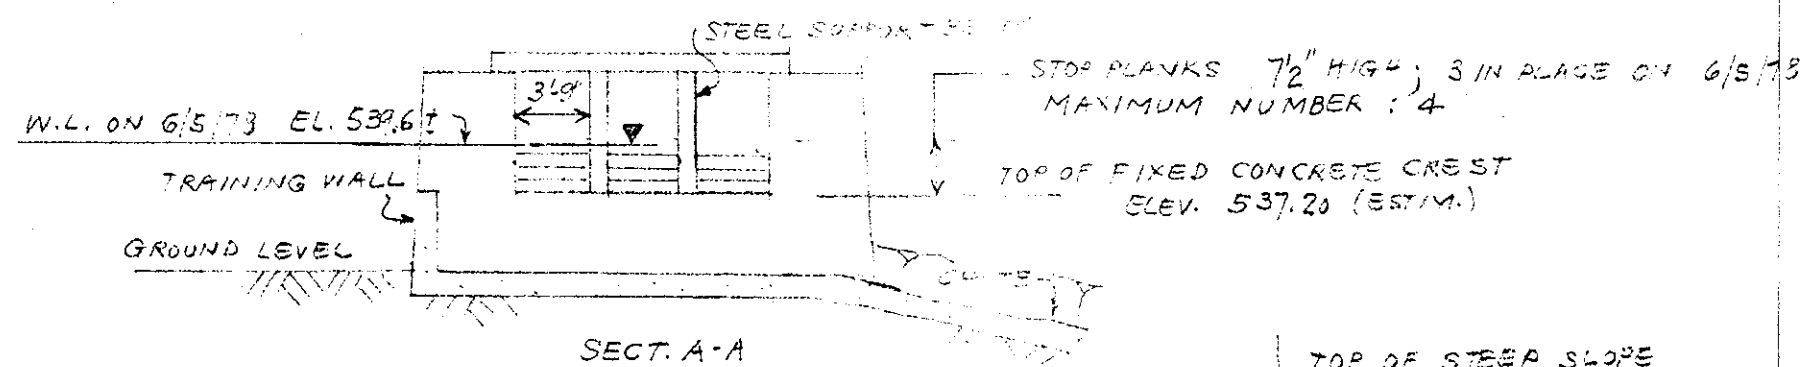 STEEL SUPPORT
STOP PLANKS 7½" HIGH; 3 IN PLACE ON 6/5/73
MAXIMUM NUMBER : 4
3'-9"
W.L. ON 6/5/73 EL. 539.6 ±
TRAINING WALL
TOP OF FIXED CONCRETE CREST
ELEV. 537.20 (ESTIM.)
GROUND LEVEL
SECT. A-A
TOP OF STEEP SLOPE